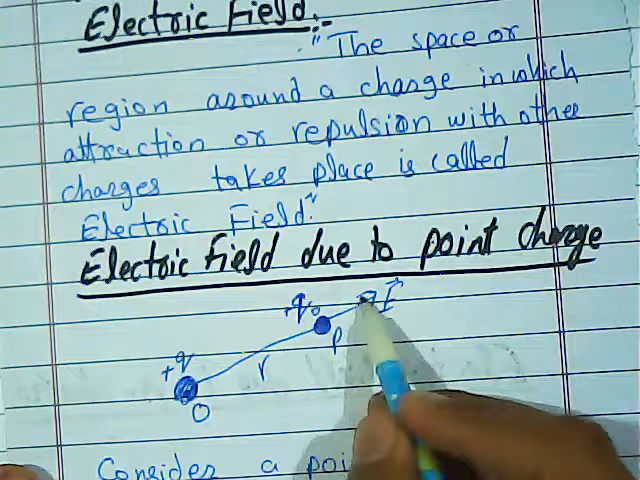 Electric Field:-
"The space or
region around a charge in which
attraction or repulsion with other
charges takes place is called
Electric Field."
Electric field due to point charge
+q₀ E⃗
P
+q r
O
Consider a poi